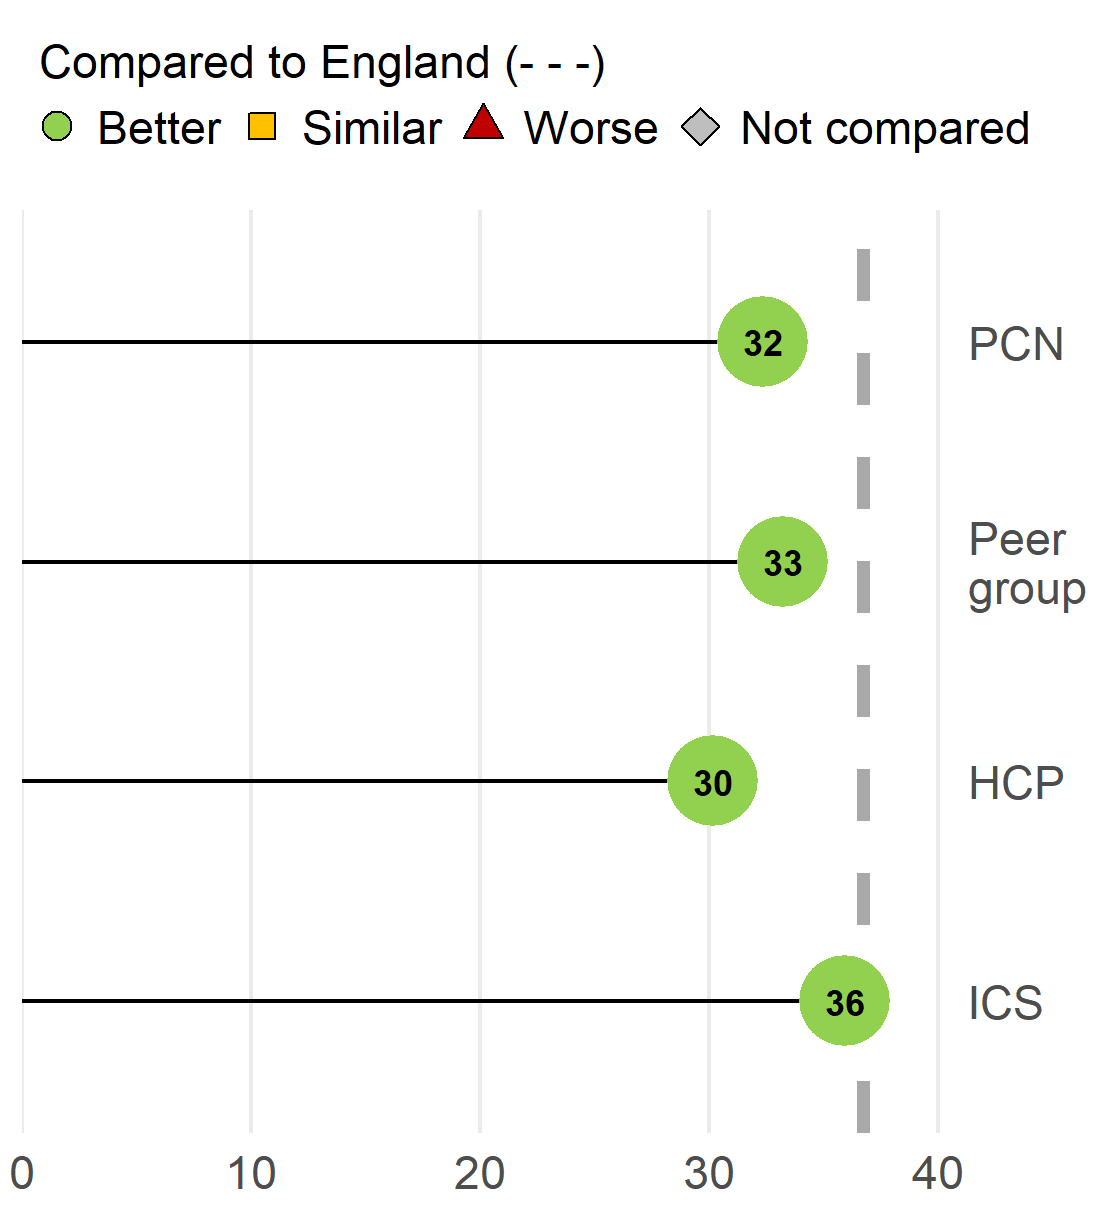 Compared to England (- - -)
Better Similar Worse Not compared
32 PCN
33 Peer
group
30 HCP
36 ICS
0 10 20 30 40